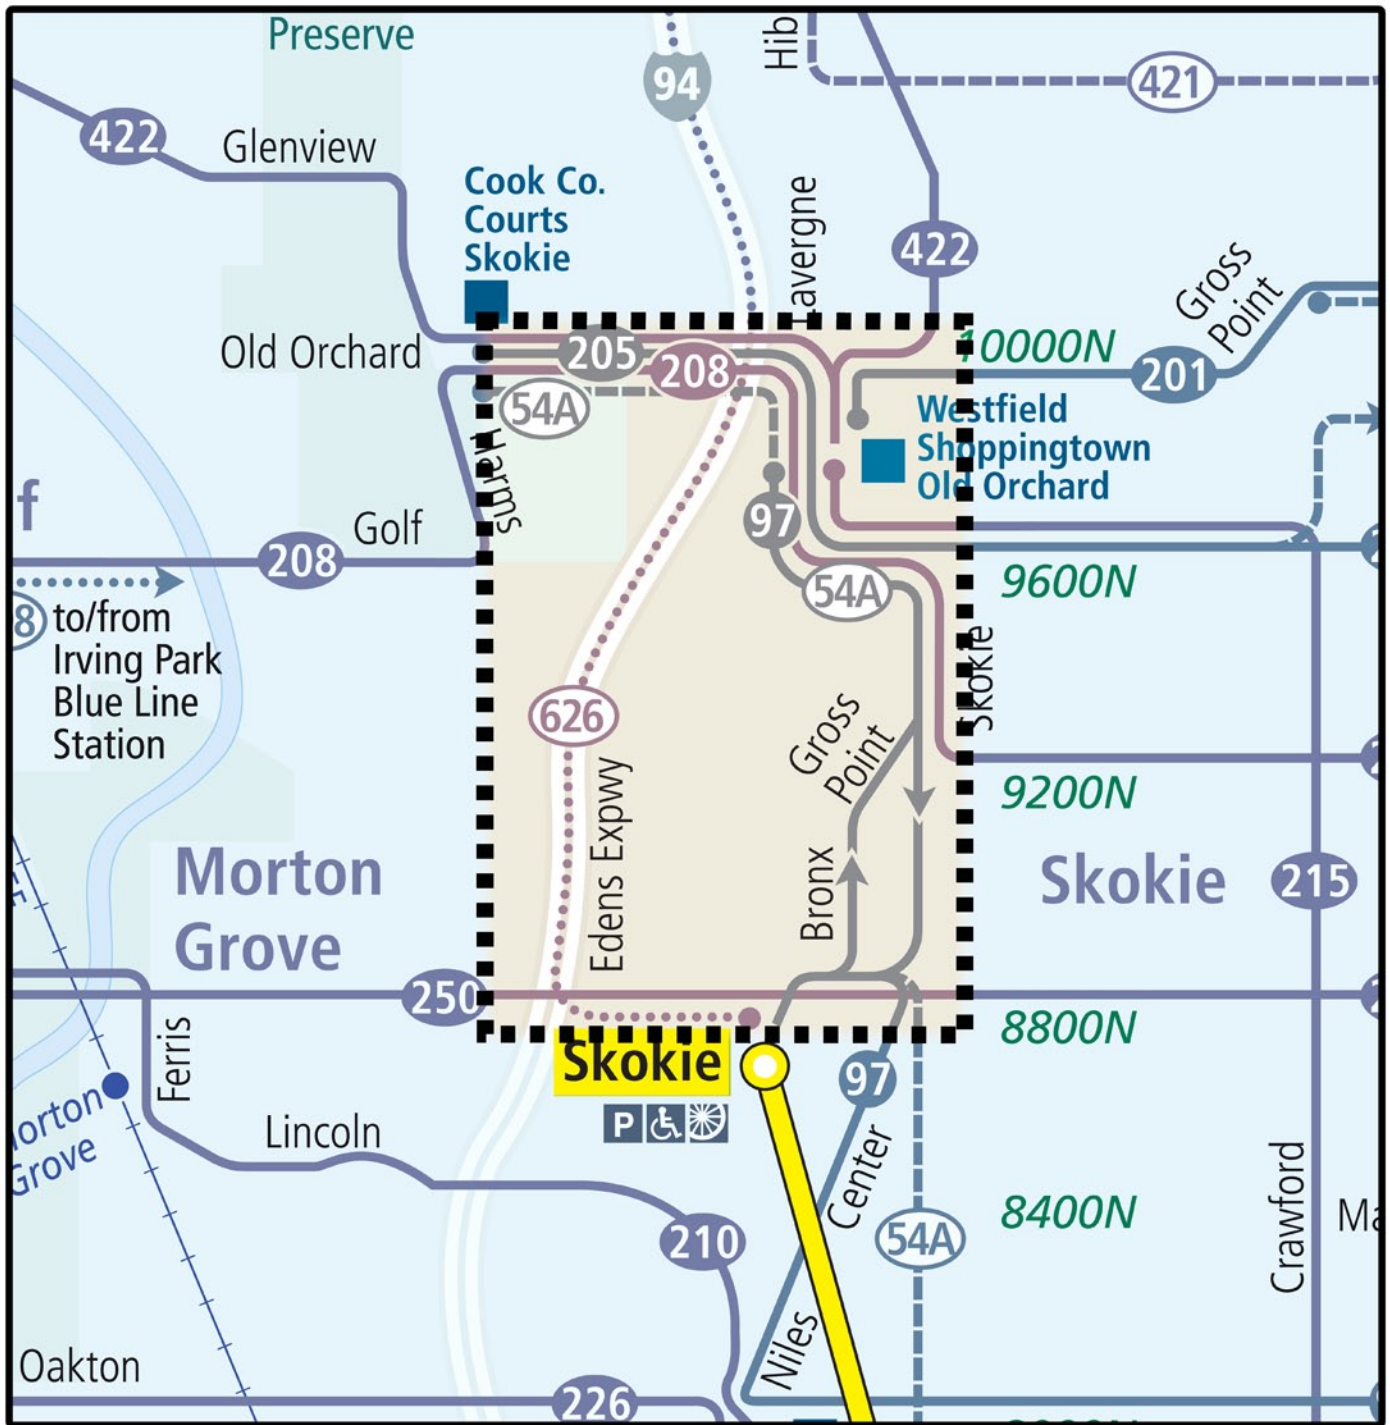 Preserve
94
Hib
421
422
Glenview
Cook Co.
Courts
Skokie
Lavergne
422
Gross
Point
Old Orchard
205
208
54A
10000N
201
Westfield
Shoppingtown
Old Orchard
Harms
f
Golf
208
97
54A
9600N
8
to/from
Irving Park
Blue Line
Station
Skokie
626
Gross
Point
9200N
Edens Expwy
Bronx
Morton
Grove
Skokie
215
250
8800N
Skokie
P
97
Ferris
Morton
Grove
Lincoln
Center
8400N
Crawford
Ma
210
54A
Niles
Oakton
226